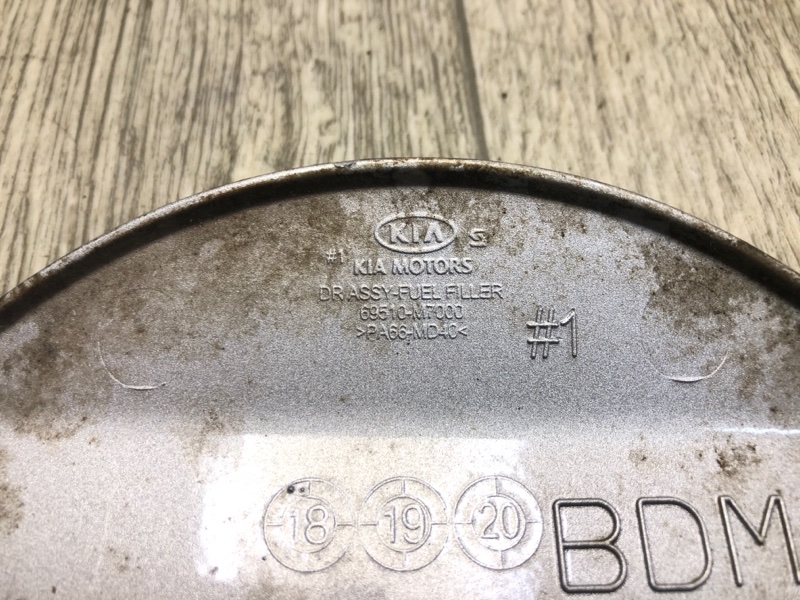 KIA S
#1 KIA MOTORS
DR ASSY-FUEL FILLER
69510-M7000
>PA66-MD40<
#1
18 19 20 BDM